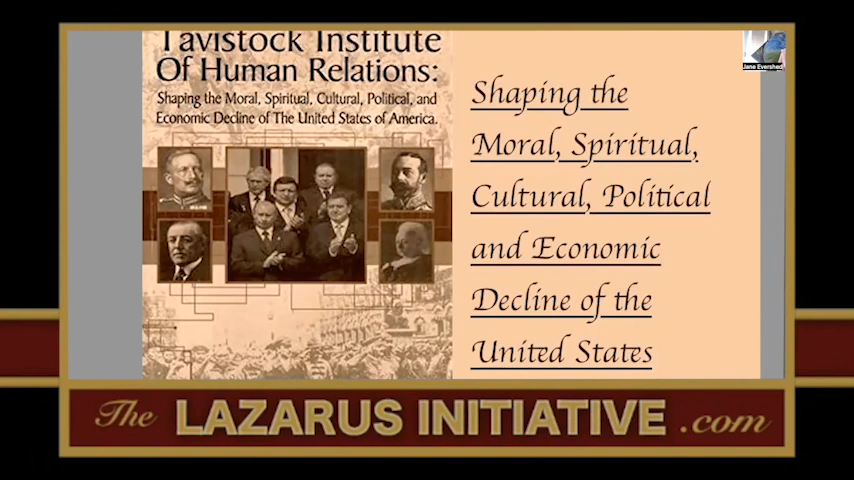 Tavistock Institute
Of Human Relations:
Shaping the Moral, Spiritual, Cultural, Political, and
Economic Decline of The United States of America.
Shaping the
Moral, Spiritual,
Cultural, Political
and Economic
Decline of the
United States
Jane Evershed
The LAZARUS INITIATIVE .com